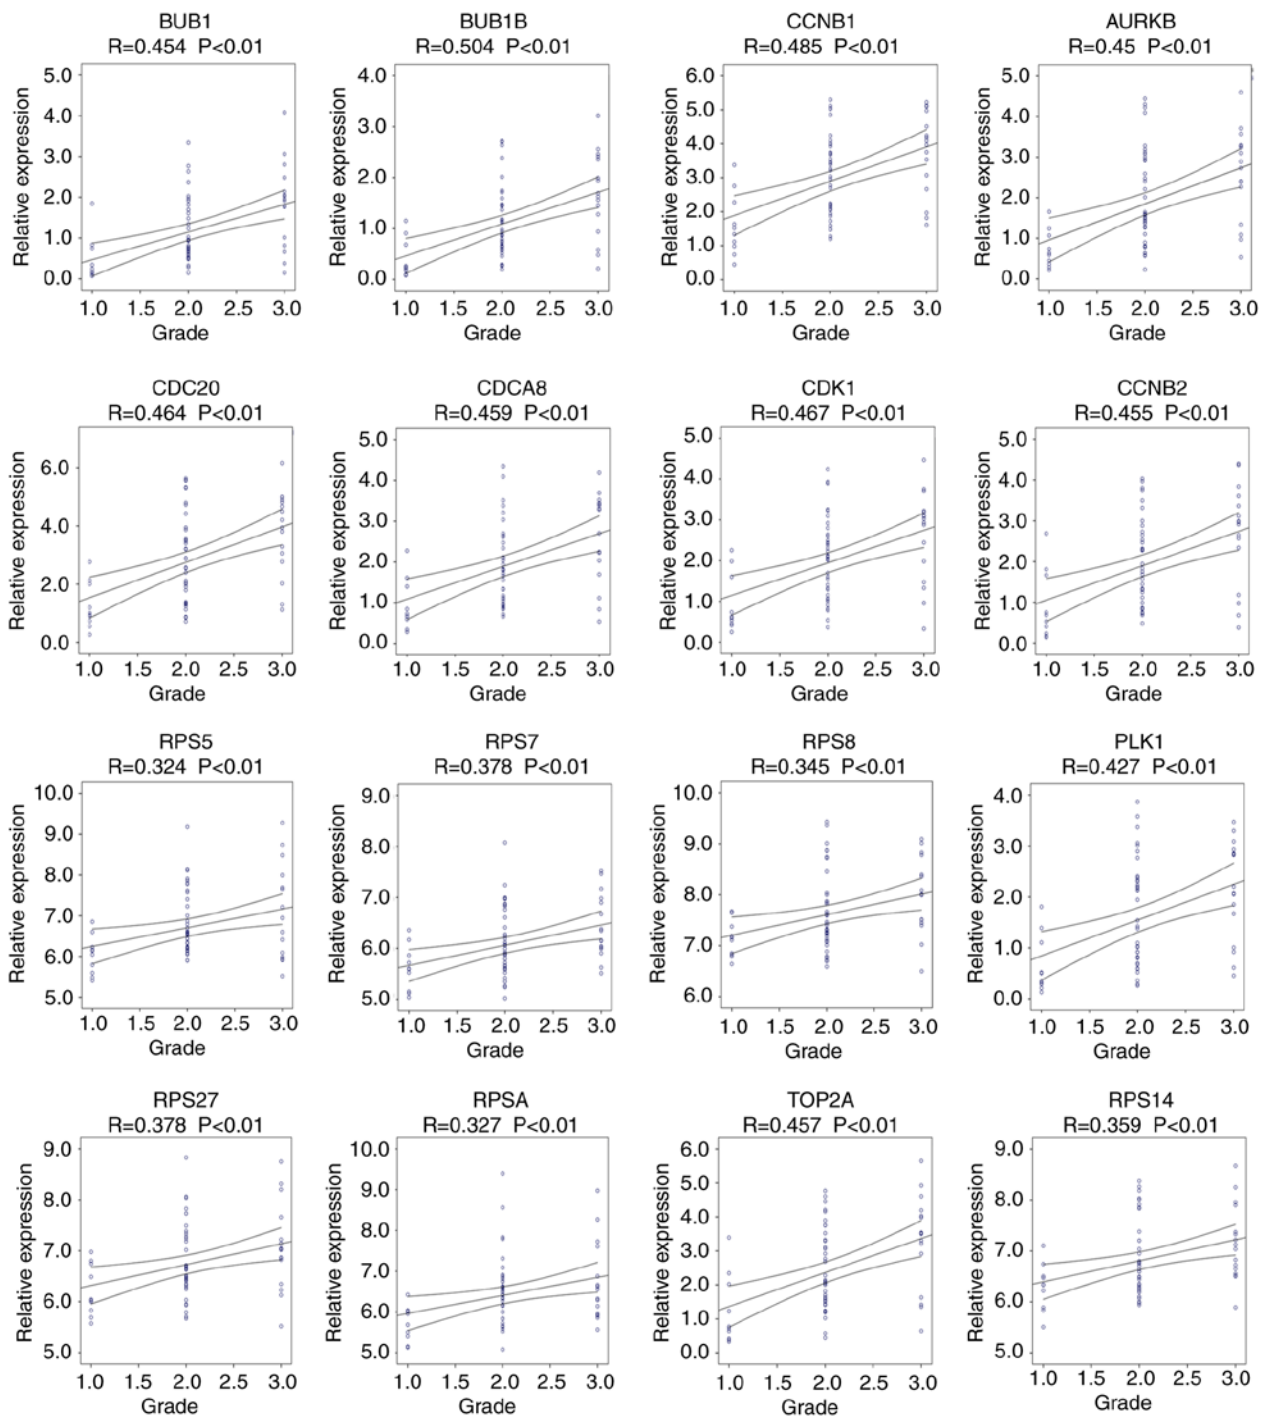 BUB1
R=0.454 P<0.01
Relative expression
5.0
4.0
3.0
2.0
1.0
0.0
1.0 1.5 2.0 2.5 3.0
Grade
BUB1B
R=0.504 P<0.01
Relative expression
4.0
3.0
2.0
1.0
0.0
1.0 1.5 2.0 2.5 3.0
Grade
CCNB1
R=0.485 P<0.01
Relative expression
6.0
5.0
4.0
3.0
2.0
1.0
0.0
1.0 1.5 2.0 2.5 3.0
Grade
AURKB
R=0.45 P<0.01
Relative expression
5.0
4.0
3.0
2.0
1.0
0.0
1.0 1.5 2.0 2.5 3.0
Grade
CDC20
R=0.464 P<0.01
Relative expression
6.0
4.0
2.0
0.0
1.0 1.5 2.0 2.5 3.0
Grade
CDCA8
R=0.459 P<0.01
Relative expression
5.0
4.0
3.0
2.0
1.0
0.0
1.0 1.5 2.0 2.5 3.0
Grade
CDK1
R=0.467 P<0.01
Relative expression
5.0
4.0
3.0
2.0
1.0
0.0
1.0 1.5 2.0 2.5 3.0
Grade
CCNB2
R=0.455 P<0.01
Relative expression
5.0
4.0
3.0
2.0
1.0
0.0
1.0 1.5 2.0 2.5 3.0
Grade
RPS5
R=0.324 P<0.01
Relative expression
10.0
9.0
8.0
7.0
6.0
5.0
1.0 1.5 2.0 2.5 3.0
Grade
RPS7
R=0.378 P<0.01
Relative expression
9.0
8.0
7.0
6.0
5.0
1.0 1.5 2.0 2.5 3.0
Grade
RPS8
R=0.345 P<0.01
Relative expression
10.0
9.0
8.0
7.0
6.0
1.0 1.5 2.0 2.5 3.0
Grade
PLK1
R=0.427 P<0.01
Relative expression
4.0
3.0
2.0
1.0
0.0
1.0 1.5 2.0 2.5 3.0
Grade
RPS27
R=0.378 P<0.01
Relative expression
9.0
8.0
7.0
6.0
5.0
1.0 1.5 2.0 2.5 3.0
Grade
RPSA
R=0.327 P<0.01
Relative expression
10.0
9.0
8.0
7.0
6.0
5.0
1.0 1.5 2.0 2.5 3.0
Grade
TOP2A
R=0.457 P<0.01
Relative expression
6.0
5.0
4.0
3.0
2.0
1.0
0.0
1.0 1.5 2.0 2.5 3.0
Grade
RPS14
R=0.359 P<0.01
Relative expression
9.0
8.0
7.0
6.0
5.0
1.0 1.5 2.0 2.5 3.0
Grade